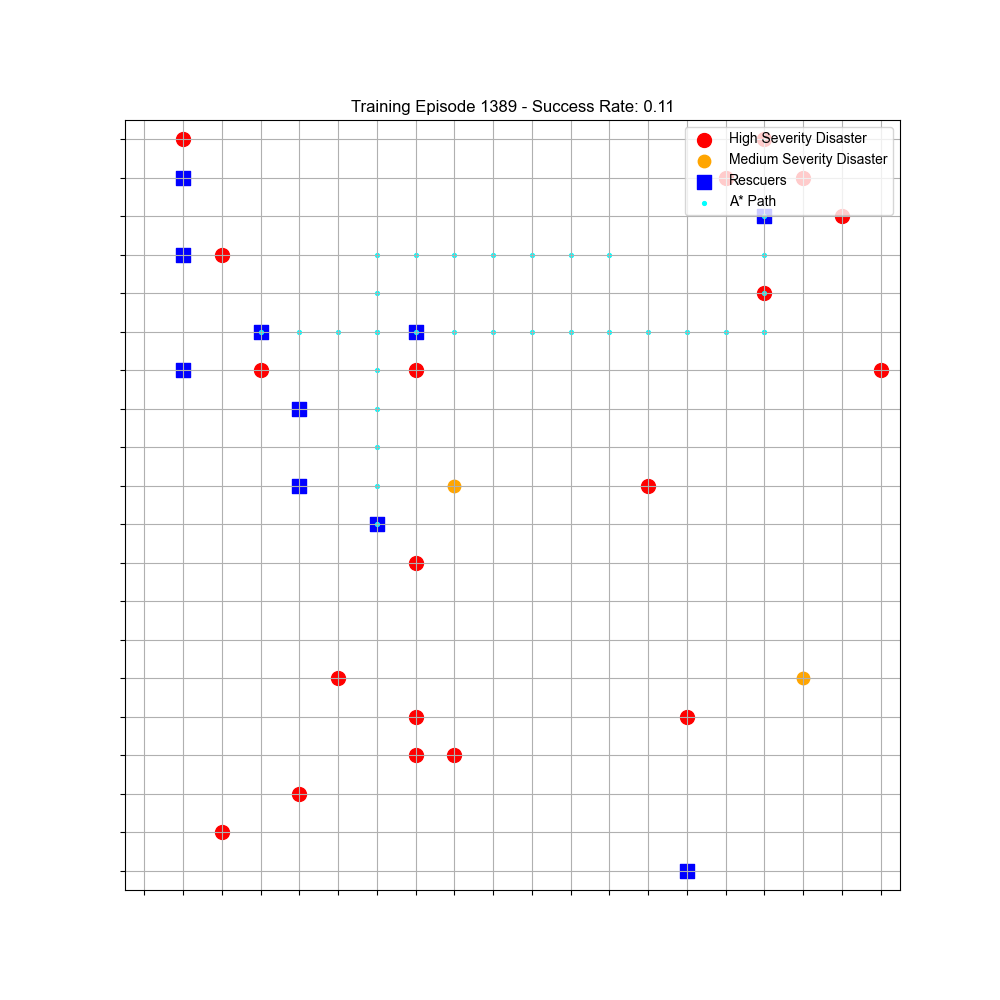 Training Episode 1389 - Success Rate: 0.11
High Severity Disaster
Medium Severity Disaster
Rescuers
A* Path